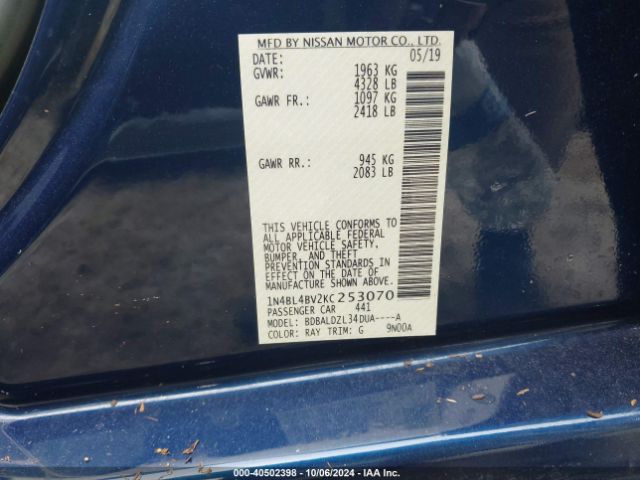 MFD BY NISSAN MOTOR CO., LTD.
DATE: 05/19
GVWR: 1963 KG
4328 LB
GAWR FR.: 1097 KG
2418 LB
GAWR RR.: 945 KG
2083 LB
THIS VEHICLE CONFORMS TO
ALL APPLICABLE FEDERAL
MOTOR VEHICLE SAFETY,
BUMPER, AND THEFT
PREVENTION STANDARDS IN
EFFECT ON THE DATE OF
MANUFACTURE SHOWN ABOVE.
1N4BL4BV2KC253070
PASSENGER CAR 441
MODEL: BDBALDZL34DUA----A
COLOR: RAY TRIM: G 9N00A
000-40502398 - 10/06/2024 - IAA Inc.